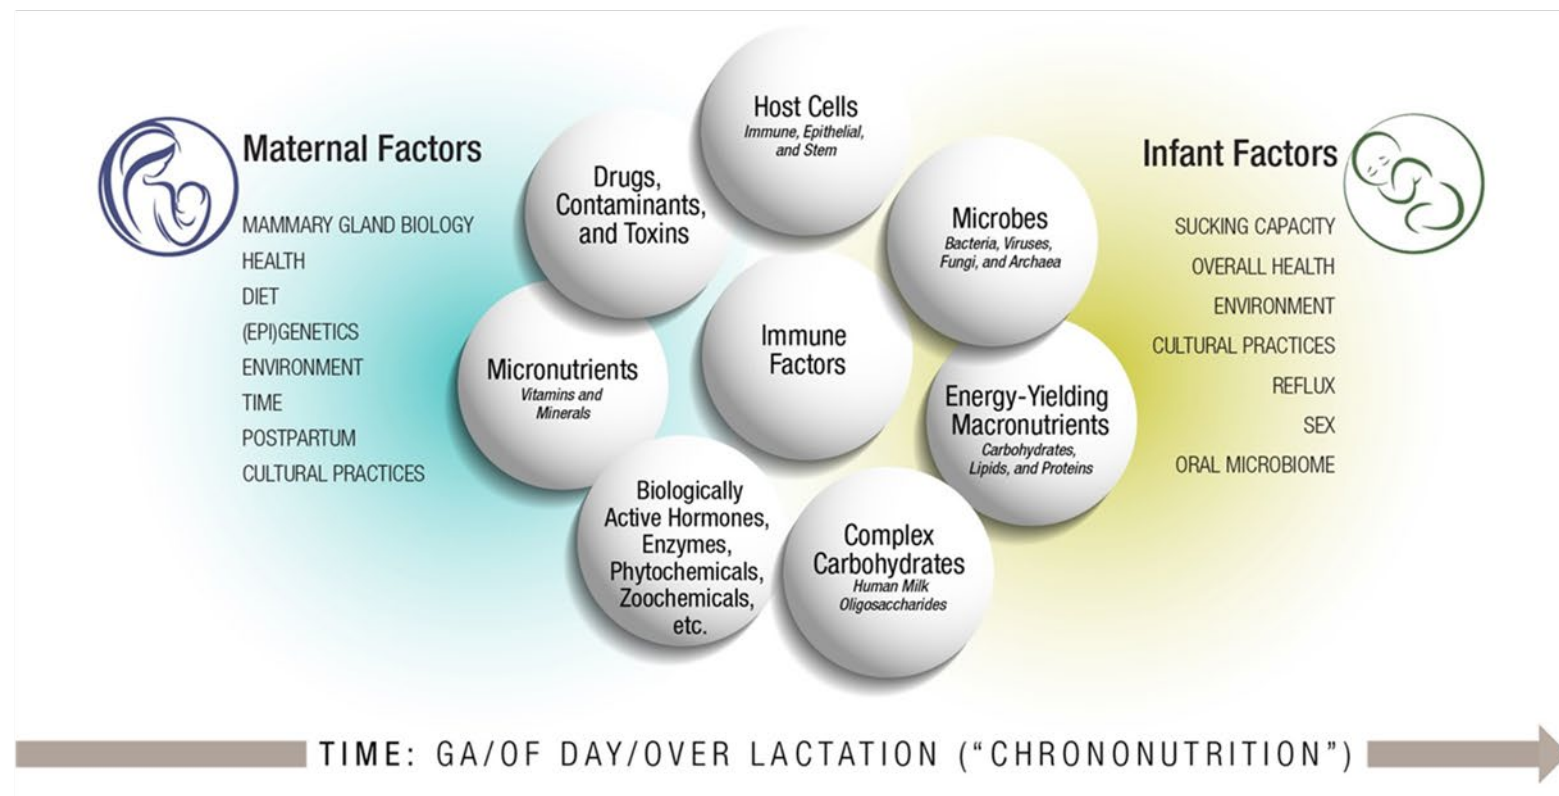 Maternal Factors
MAMMARY GLAND BIOLOGY
HEALTH
DIET
(EPI)GENETICS
ENVIRONMENT
TIME
POSTPARTUM
CULTURAL PRACTICES
Host Cells
Immune, Epithelial,
and Stem
Drugs,
Contaminants,
and Toxins
Microbes
Bacteria, Viruses,
Fungi, and Archaea
Immune
Factors
Micronutrients
Vitamins and
Minerals
Energy-Yielding
Macronutrients
Carbohydrates,
Lipids, and Proteins
Biologically
Active Hormones,
Enzymes,
Phytochemicals,
Zoochemicals,
etc.
Complex
Carbohydrates
Human Milk
Oligosaccharides
Infant Factors
SUCKING CAPACITY
OVERALL HEALTH
ENVIRONMENT
CULTURAL PRACTICES
REFLUX
SEX
ORAL MICROBIOME
TIME: GA/OF DAY/OVER LACTATION (“CHRONONUTRITION”)